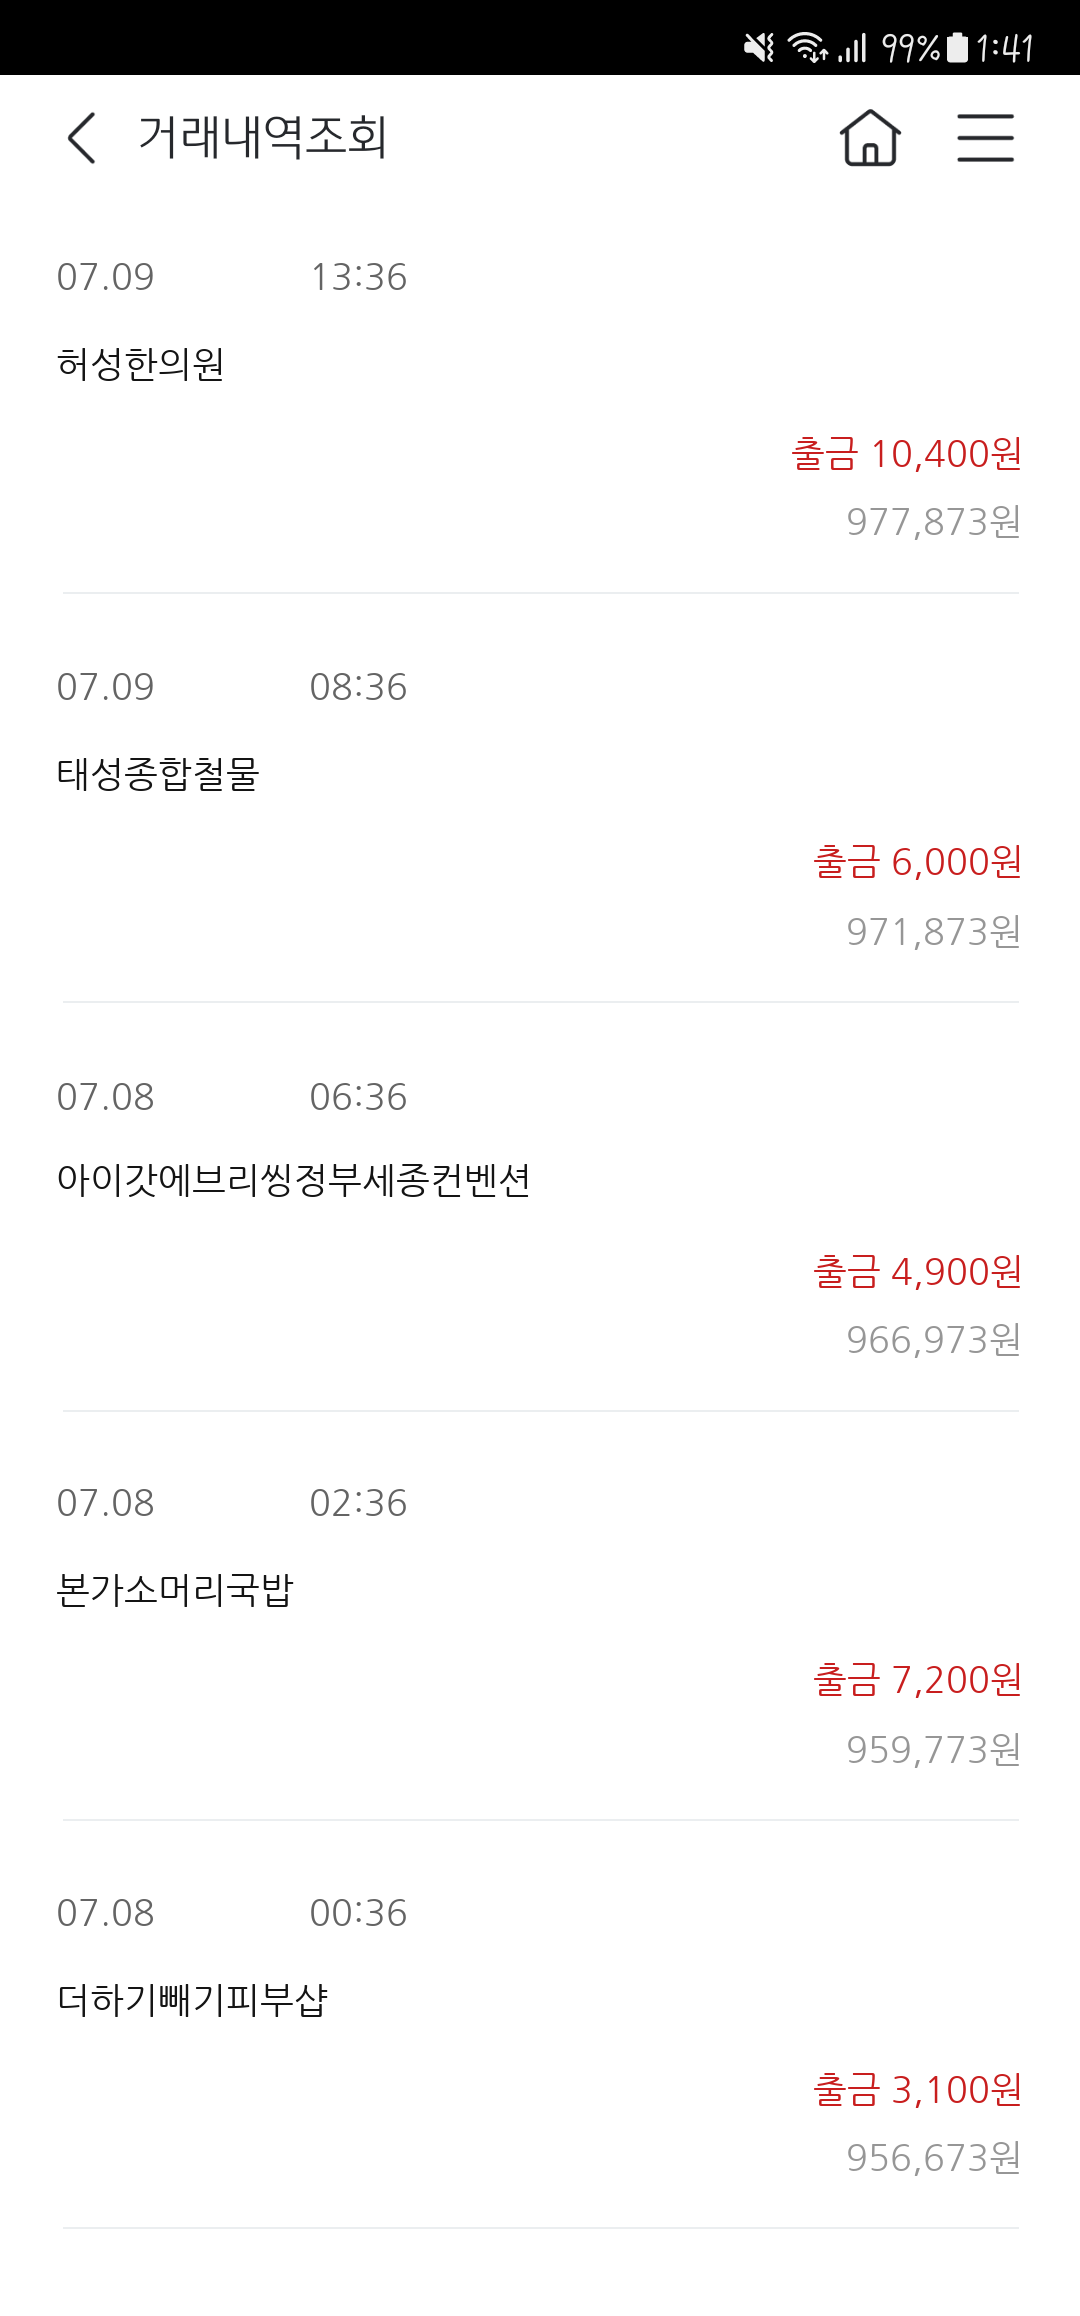 99% 1:41
거래내역조회
07.09 13:36
허성한의원
출금 10,400원
977,873원
07.09 08:36
태성종합철물
출금 6,000원
971,873원
07.08 06:36
아이갓에브리씽정부세종컨벤션
출금 4,900원
966,973원
07.08 02:36
본가소머리국밥
출금 7,200원
959,773원
07.08 00:36
더하기빼기피부샵
출금 3,100원
956,673원